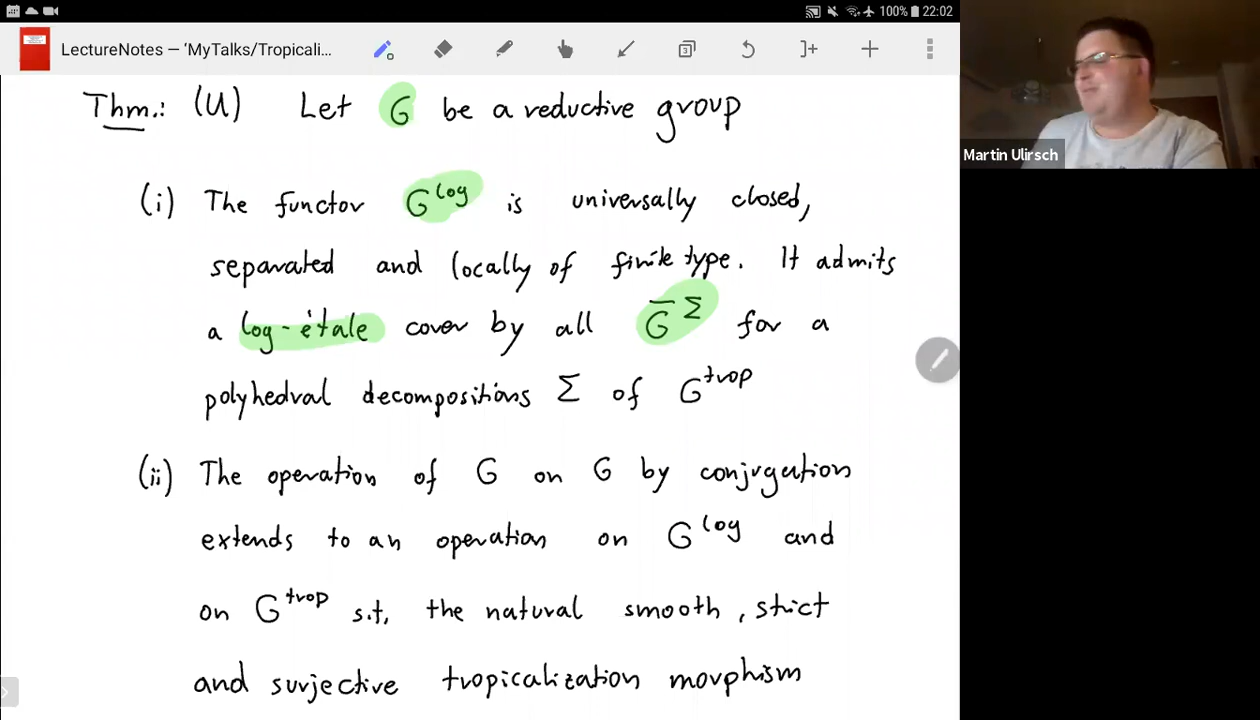 100% 22:02
LectureNotes — ‘MyTalks/Tropicali...
Thm.: (U) Let G be a reductive group
(i) The functor G^log is universally closed,
separated and locally of finite type. It admits
a log-étale cover by all G̅^Σ for a
polyhedral decompositions Σ of G^trop
(ii) The operation of G on G by conjugation
extends to an operation on G^log and
on G^trop s.t. the natural smooth, strict
and surjective tropicalization morphism
Martin Ulirsch